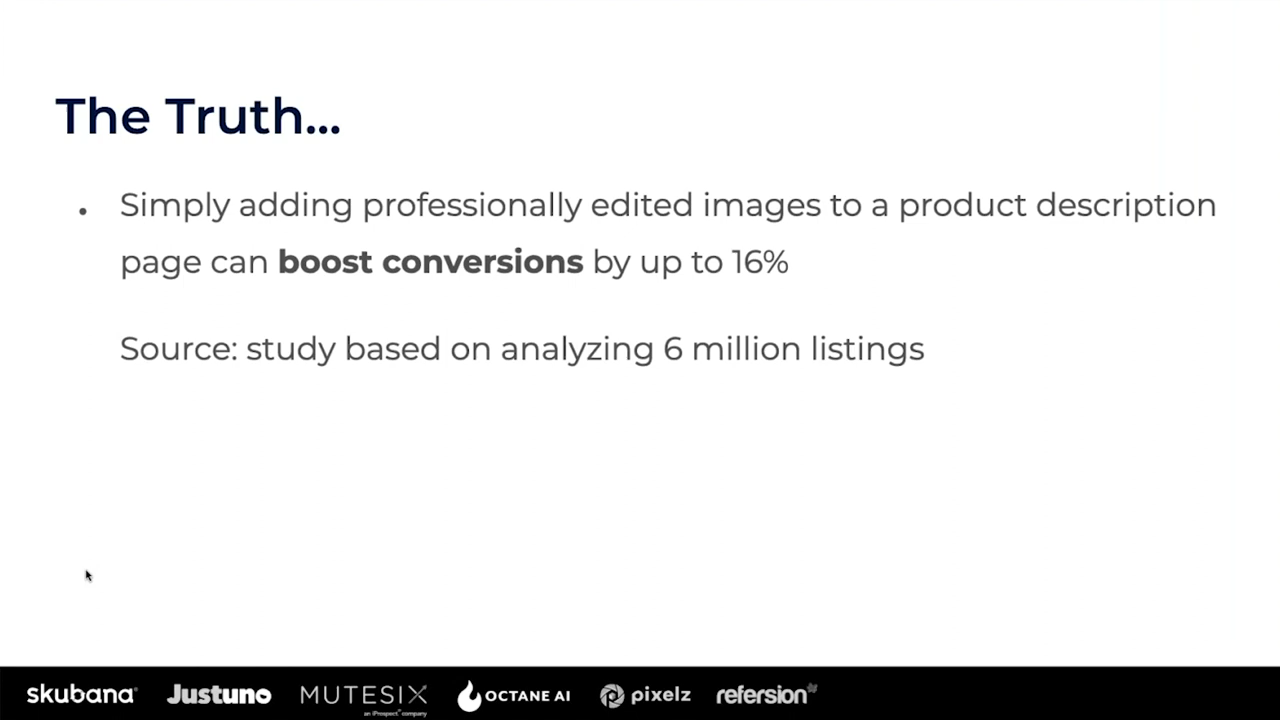 The Truth...
• Simply adding professionally edited images to a product description
page can boost conversions by up to 16%
Source: study based on analyzing 6 million listings
skubana Justuno MUTESIX OCTANE AI pixelz refersion
an iProspect company